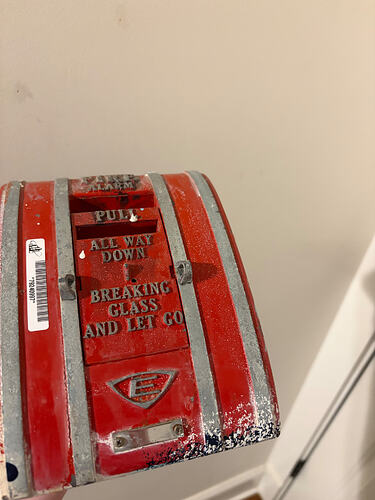 FIRE
ALARM
PULL
ALL WAY
DOWN
BREAKING
GLASS
AND LET GO
E